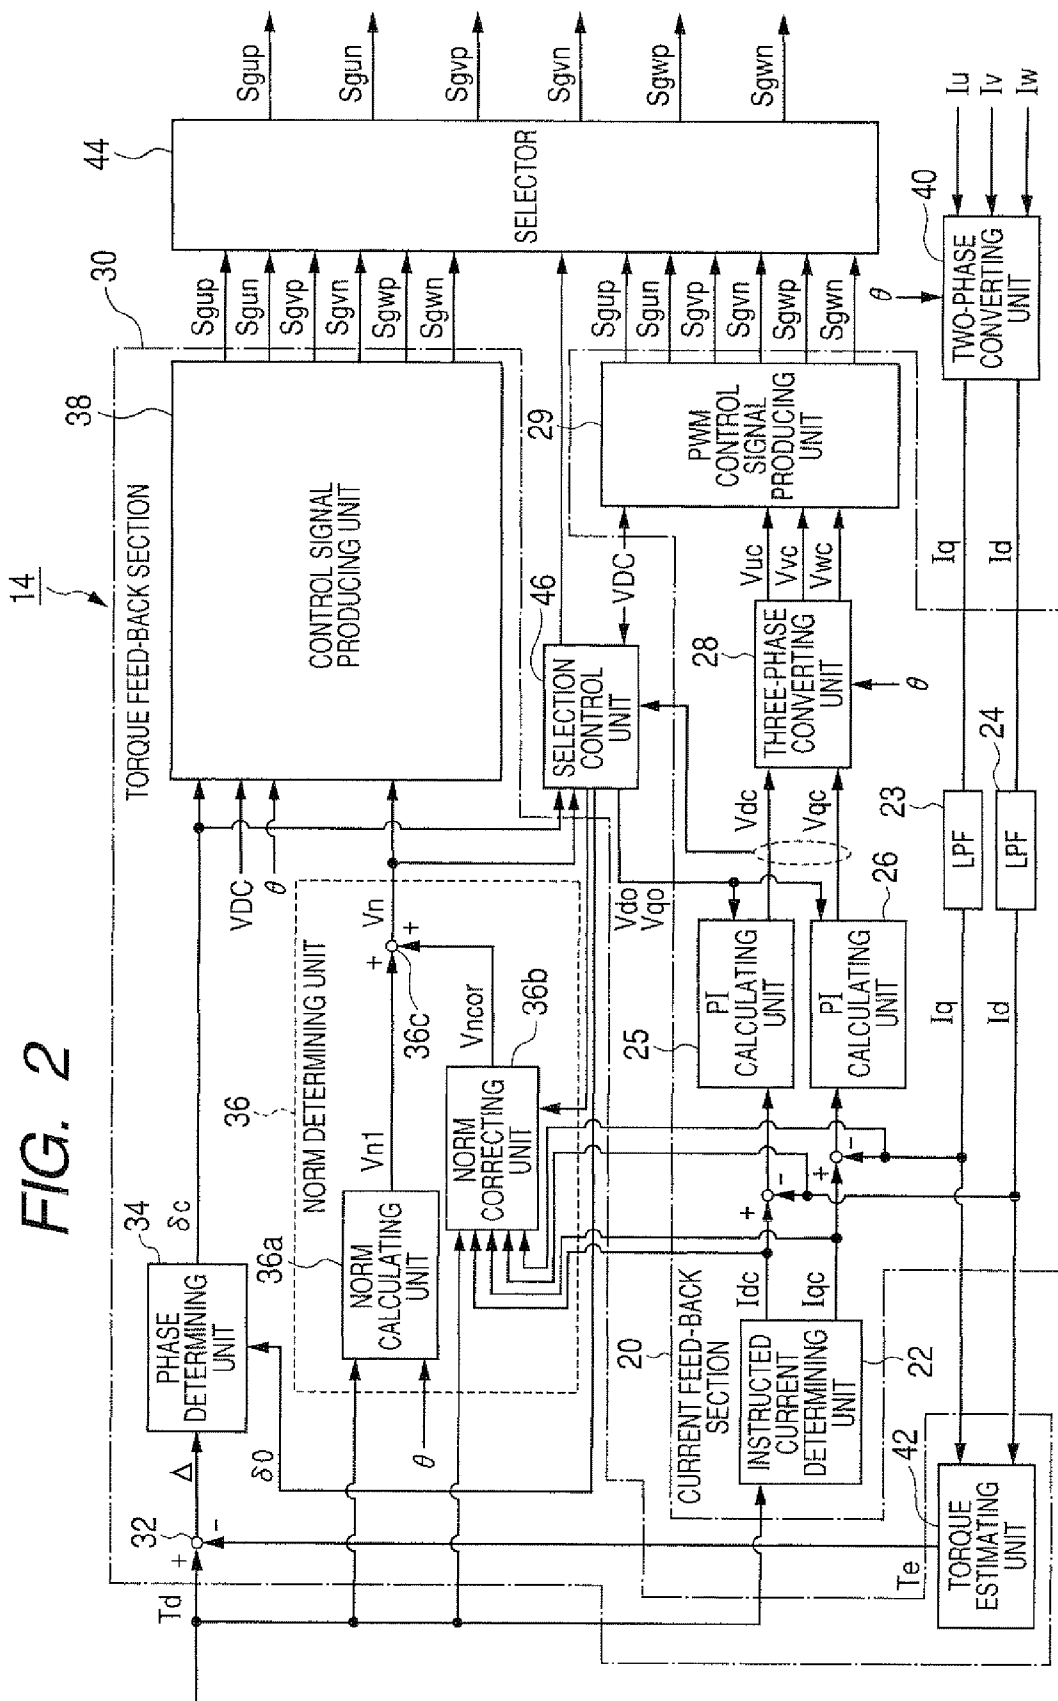 FIG. 2
14
TORQUE FEED-BACK SECTION
30
Td
+
-
32
Δ
34
PHASE
DETERMINING
UNIT
δc
δ0
VDC
θ
38
CONTROL SIGNAL
PRODUCING UNIT
Sgup
Sgun
Sgvp
Sgvn
Sgwp
Sgwn
44
SELECTOR
Sgup
Sgun
Sgvp
Sgvn
Sgwp
Sgwn
36
NORM DETERMINING UNIT
36a
NORM
CALCULATING
UNIT
θ
Vn1
+
+
36c
Vn
Vncor
36b
NORM
CORRECTING
UNIT
46
SELECTION
CONTROL
UNIT
VDC
Vdo
Vqo
20
CURRENT FEED-BACK
SECTION
INSTRUCTED
CURRENT
DETERMINING
UNIT
22
Idc
Iqc
+
-
+
-
25
PI
CALCULATING
UNIT
PI
CALCULATING
UNIT
26
Vdc
Vqc
28
THREE-PHASE
CONVERTING
UNIT
θ
Vuc
Vvc
Vwc
29
PWM
CONTROL
SIGNAL
PRODUCING
UNIT
Sgup
Sgun
Sgvp
Sgvn
Sgwp
Sgwn
42
TORQUE
ESTIMATING
UNIT
Te
Iq
Id
23
LPF
24
LPF
Iq
Id
θ
40
TWO-PHASE
CONVERTING
UNIT
Iu
Iv
Iw